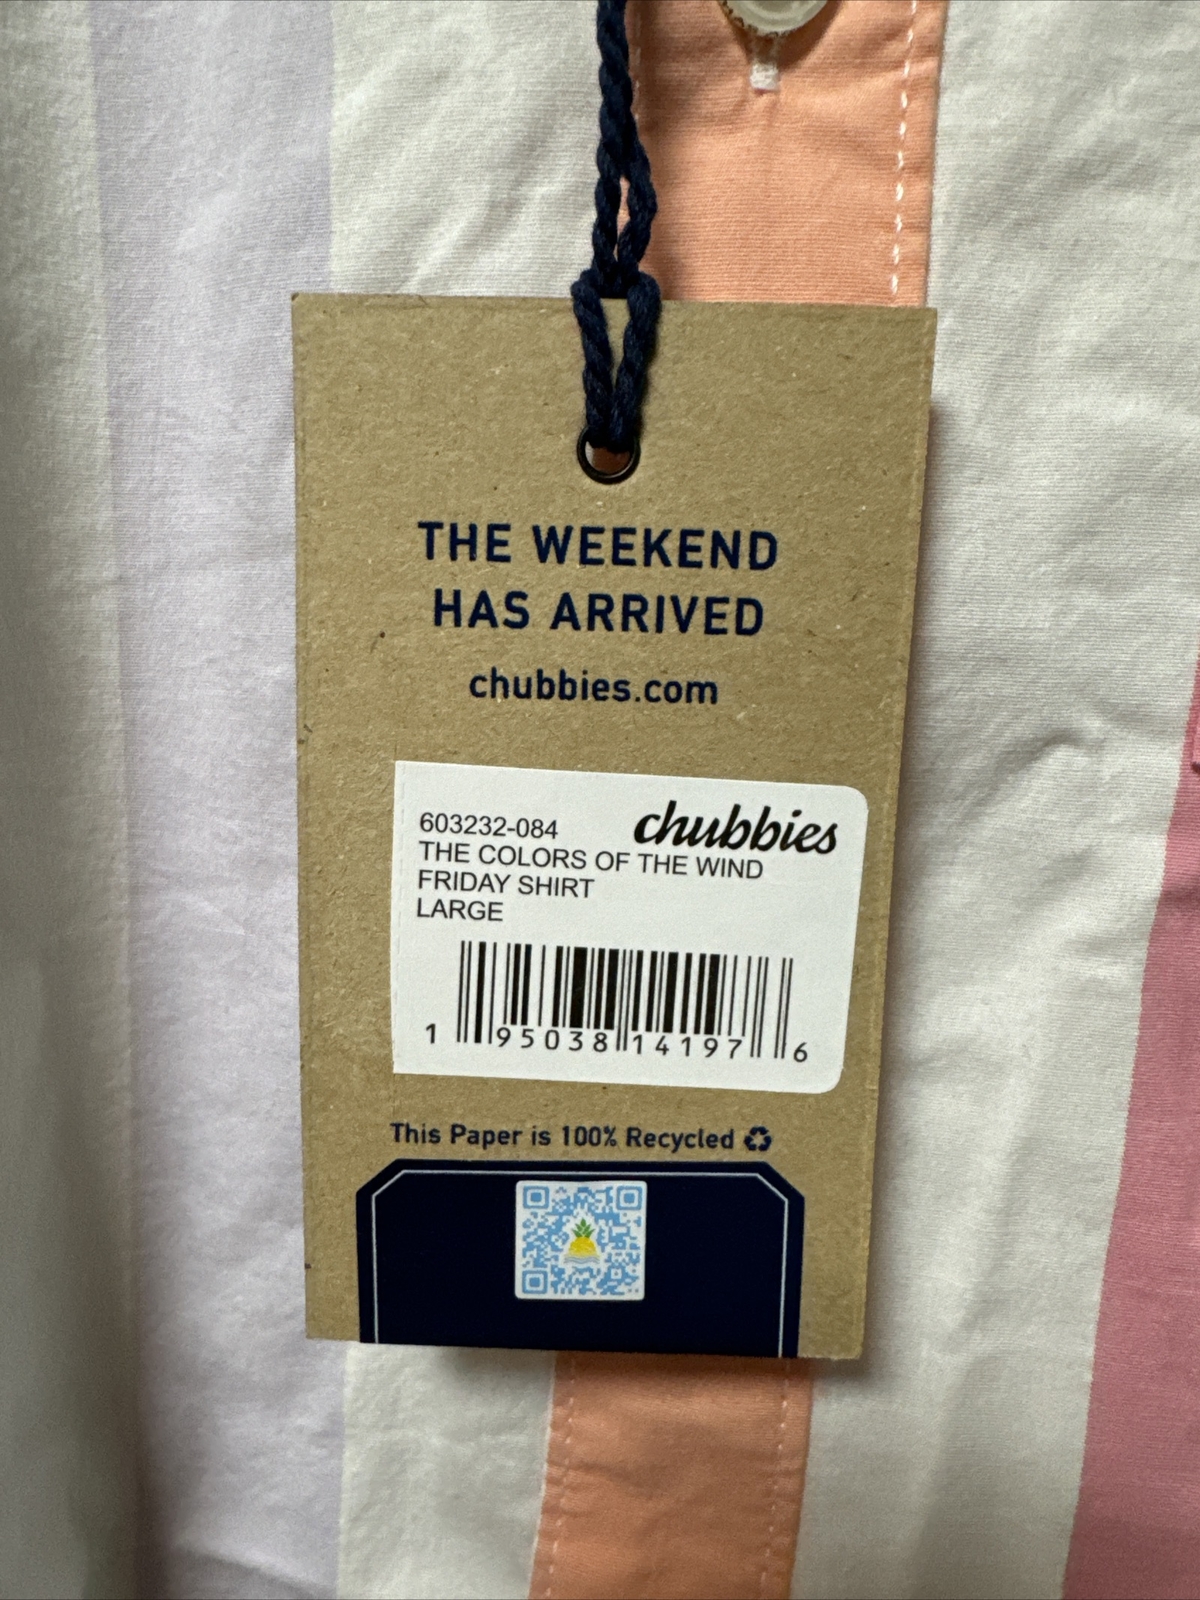 THE WEEKEND
HAS ARRIVED
chubbies.com
603232-084
chubbies
THE COLORS OF THE WIND
FRIDAY SHIRT
LARGE
1 95038 14197 6
This Paper is 100% Recycled